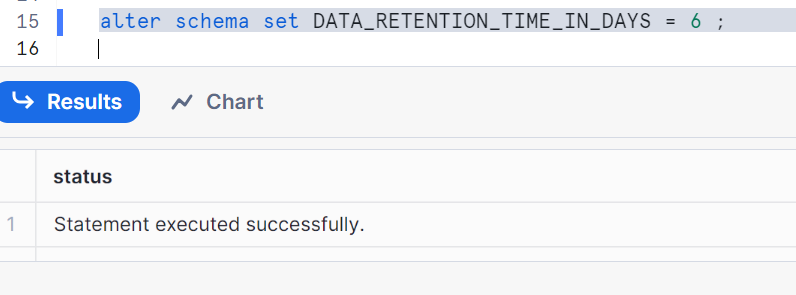 15 alter schema set DATA_RETENTION_TIME_IN_DAYS = 6 ;
16
Results Chart
status
1 Statement executed successfully.